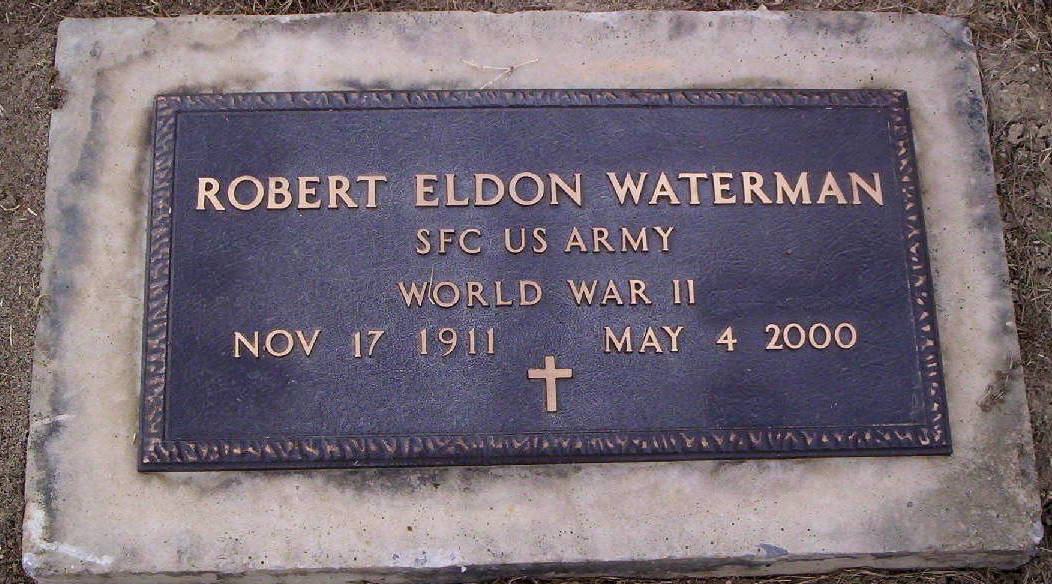 ROBERT ELDON WATERMAN
SFC US ARMY
WORLD WAR II
NOV 17 1911 MAY 4 2000